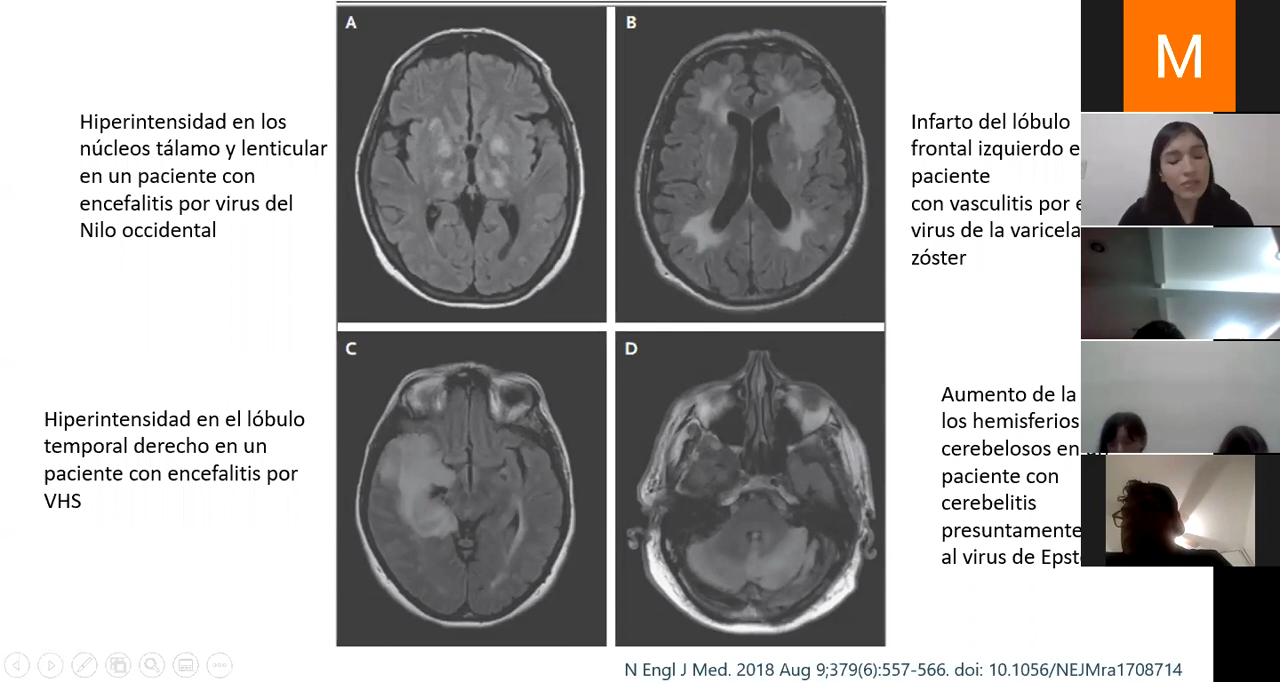 A
B
M
Hiperintensidad en los
núcleos tálamo y lenticular
en un paciente con
encefalitis por virus del
Nilo occidental
Infarto del lóbulo
frontal izquierdo e
paciente
con vasculitis por e
virus de la varicela
zóster
C
D
Hiperintensidad en el lóbulo
temporal derecho en un
paciente con encefalitis por
VHS
Aumento de la
los hemisferios
cerebelosos en
paciente con
cerebelitis
presuntamente
al virus de Epst
N Engl J Med. 2018 Aug 9;379(6):557-566. doi: 10.1056/NEJMra1708714